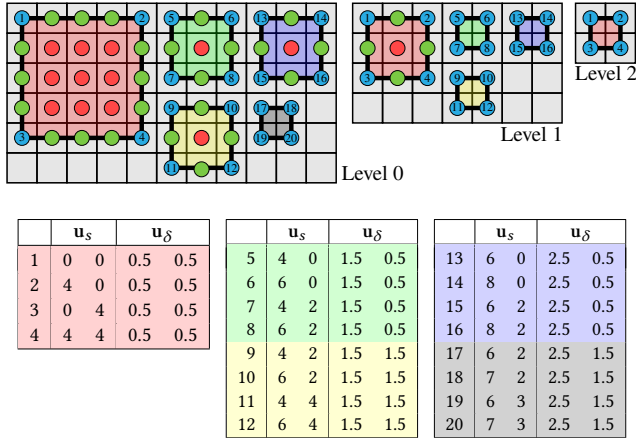 1 2 5 6 13 14
3 4 7 8 15 16
9 10 17 18
11 12 19 20
Level 0
1 2 5 6 13 14
3 4 7 8 15 16
9 10
11 12
Level 1
1 2
3 4
Level 2
u_s u_δ
1 0 0 0.5 0.5
2 4 0 0.5 0.5
3 0 4 0.5 0.5
4 4 4 0.5 0.5
u_s u_δ
5 4 0 1.5 0.5
6 6 0 1.5 0.5
7 4 2 1.5 0.5
8 6 2 1.5 0.5
9 4 2 1.5 1.5
10 6 2 1.5 1.5
11 4 4 1.5 1.5
12 6 4 1.5 1.5
u_s u_δ
13 6 0 2.5 0.5
14 8 0 2.5 0.5
15 6 2 2.5 0.5
16 8 2 2.5 0.5
17 6 2 2.5 1.5
18 7 2 2.5 1.5
19 6 3 2.5 1.5
20 7 3 2.5 1.5